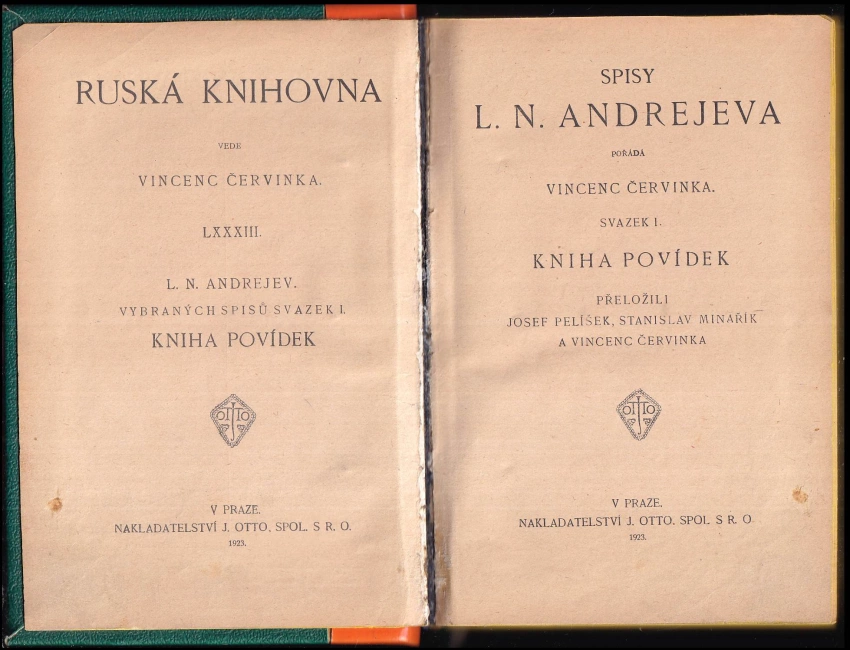 RUSKÁ KNIHOVNA
VEDE
VINCENC ČERVINKA.
LXXXIII.
L. N. ANDREJEV.
VYBRANÝCH SPISŮ SVAZEK I.
KNIHA POVÍDEK
OTTO
V PRAZE.
NAKLADATELSTVÍ J. OTTO, SPOL. S R. O.
1923.
SPISY
L. N. ANDREJEVA
POŘÁDÁ
VINCENC ČERVINKA.
SVAZEK I.
KNIHA POVÍDEK
PŘELOŽILI
JOSEF PELÍŠEK, STANISLAV MINAŘÍK
A VINCENC ČERVINKA
OTTO
V PRAZE.
NAKLADATELSTVÍ J. OTTO, SPOL. S R. O.
1923.